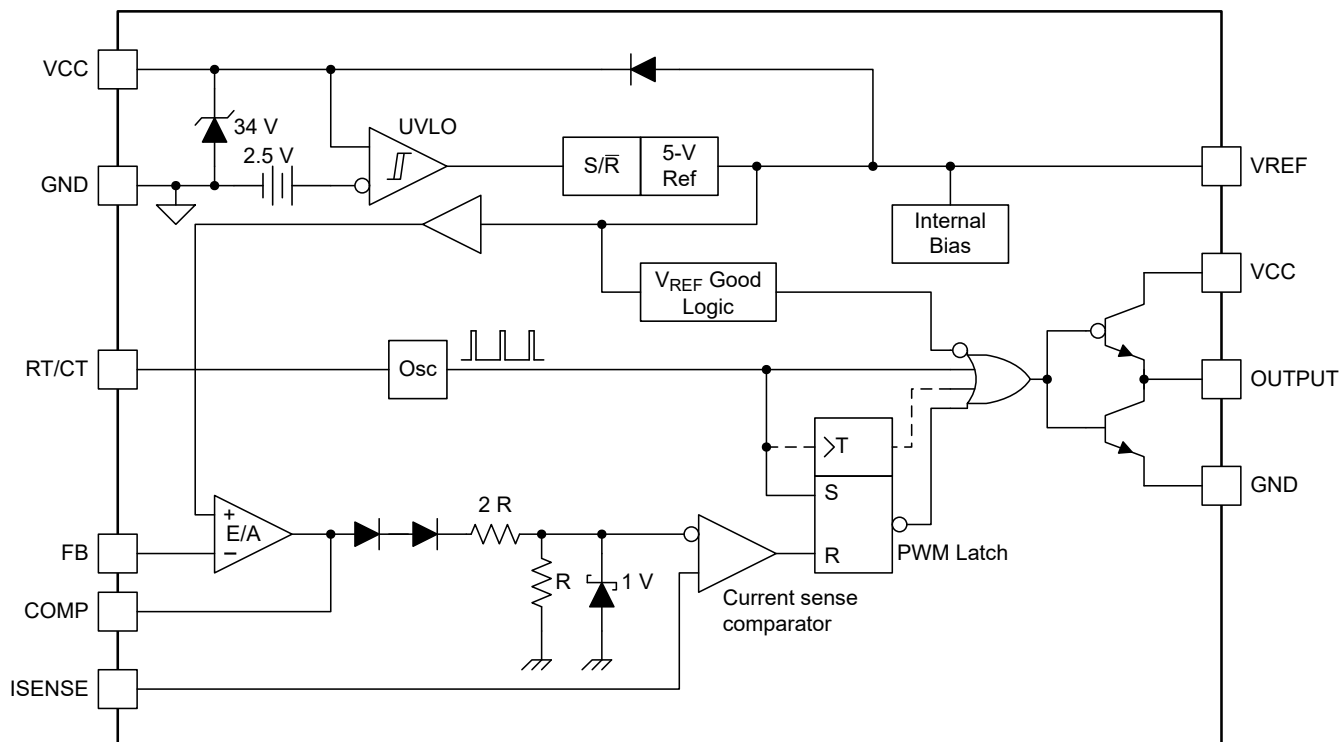 VCC
34 V
UVLO
2.5 V
GND
S/R̅
5-V
Ref
VREF
Internal
Bias
VREF Good
Logic
VCC
RT/CT
Osc
OUTPUT
>T
S
GND
2 R
+
E/A
−
FB
R
1 V
R
PWM Latch
COMP
Current sense
comparator
ISENSE